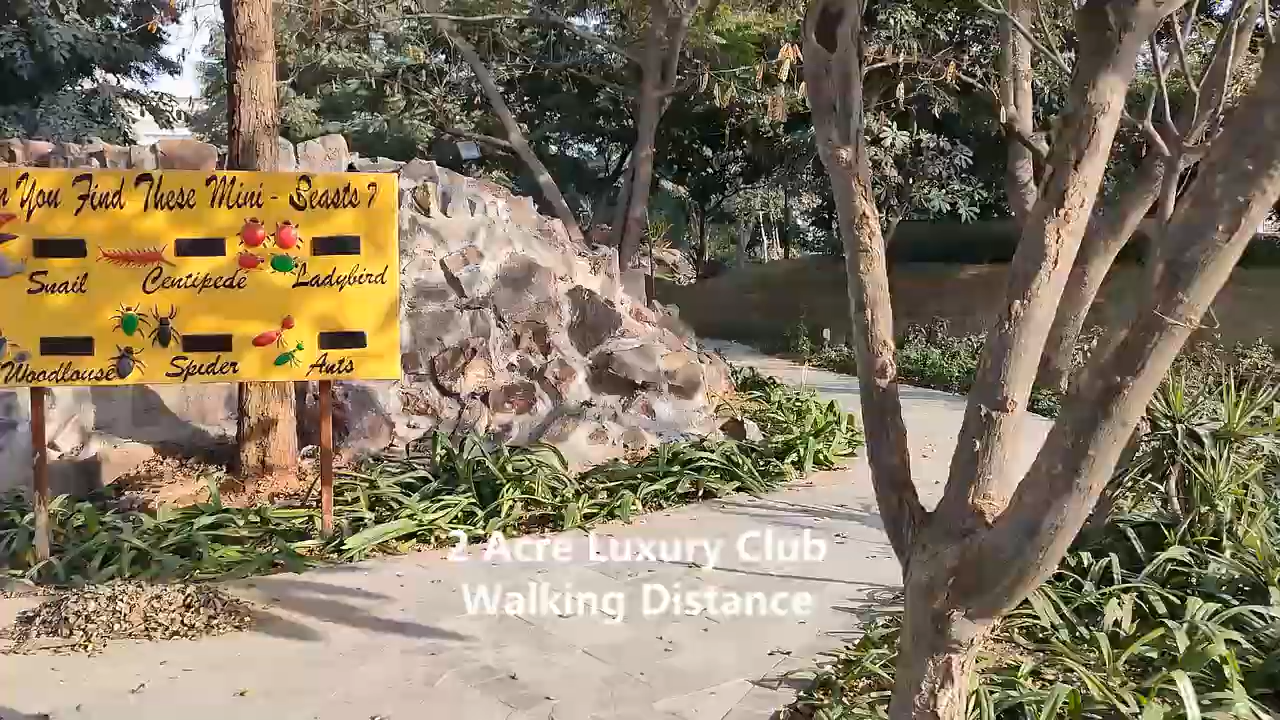 n You Find These Mini - Beasts ?
Snail Centipede Ladybird
Woodlouse Spider Ants
2 Acre Luxury Club
Walking Distance